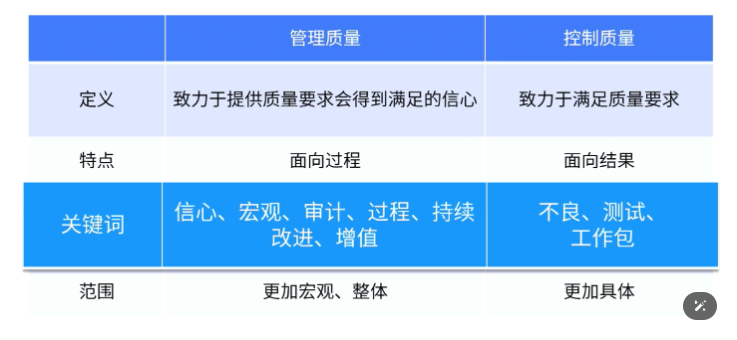 管理质量
控制质量
定义
致力于提供质量要求会得到满足的信心
致力于满足质量要求
特点
面向过程
面向结果
关键词
信心、宏观、审计、过程、持续
改进、增值
不良、测试、
工作包
范围
更加宏观、整体
更加具体